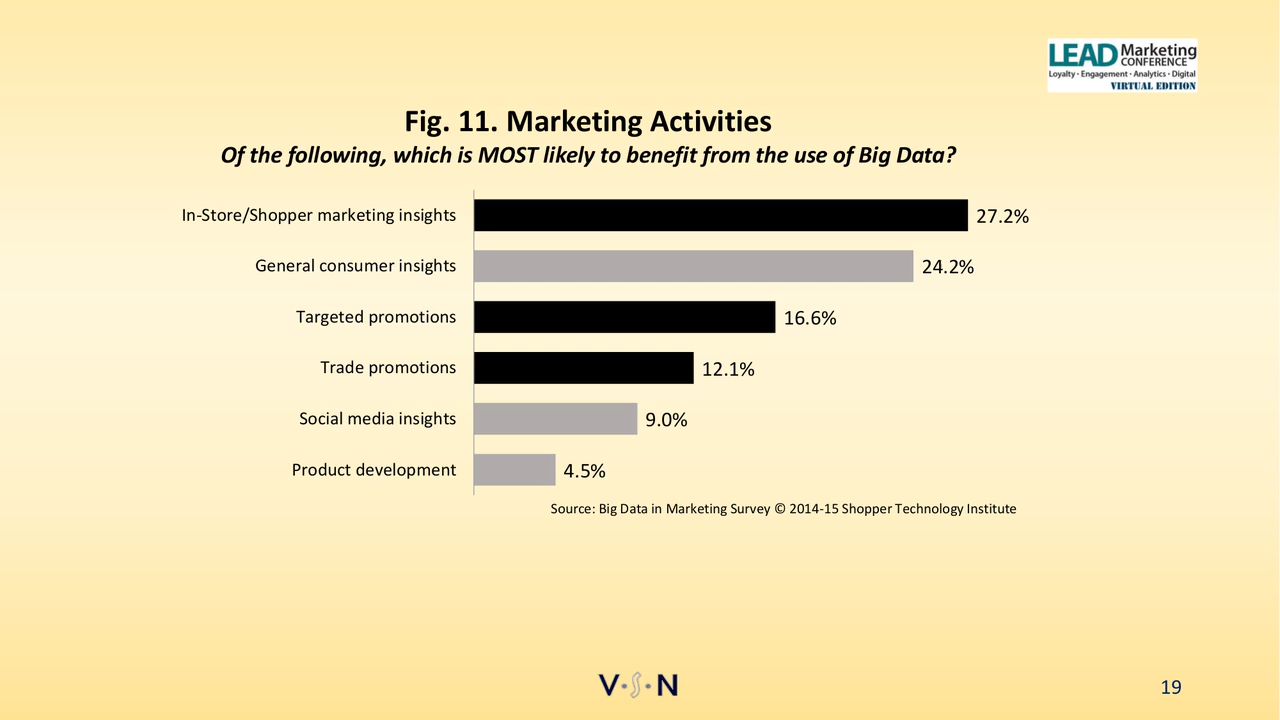 LEAD Marketing
CONFERENCE
Loyalty · Engagement · Analytics · Digital
VIRTUAL EDITION
Fig. 11. Marketing Activities
Of the following, which is MOST likely to benefit from the use of Big Data?
In-Store/Shopper marketing insights 27.2%
General consumer insights 24.2%
Targeted promotions 16.6%
Trade promotions 12.1%
Social media insights 9.0%
Product development 4.5%
Source: Big Data in Marketing Survey © 2014-15 Shopper Technology Institute
V·S·N
19